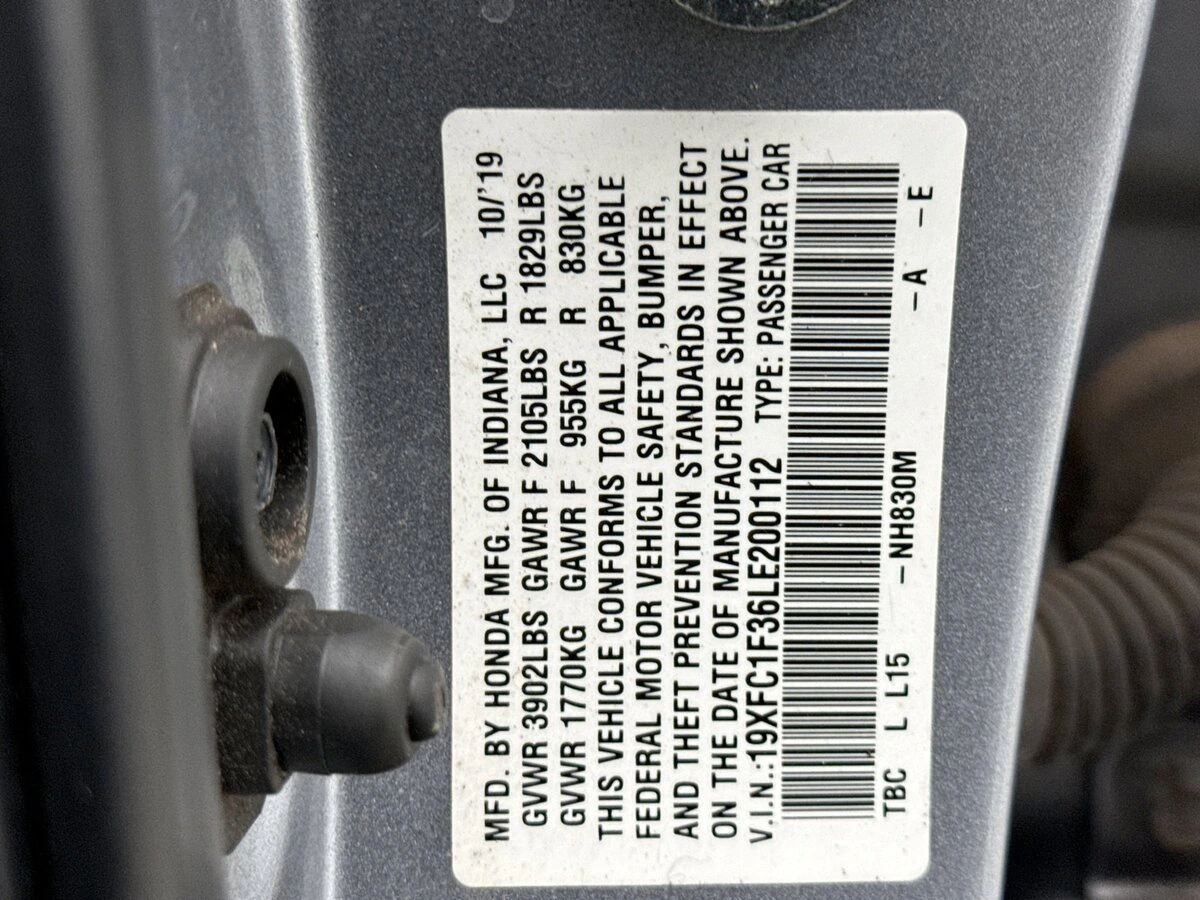 MFD. BY HONDA MFG. OF INDIANA, LLC 10/'19
GVWR 3902LBS GAWR F 2105LBS R 1829LBS
GVWR 1770KG GAWR F 955KG R 830KG
THIS VEHICLE CONFORMS TO ALL APPLICABLE
FEDERAL MOTOR VEHICLE SAFETY, BUMPER,
AND THEFT PREVENTION STANDARDS IN EFFECT
ON THE DATE OF MANUFACTURE SHOWN ABOVE.
V.I.N.:19XFC1F36LE200112 TYPE: PASSENGER CAR
TBC L L15 –NH830M –A –E